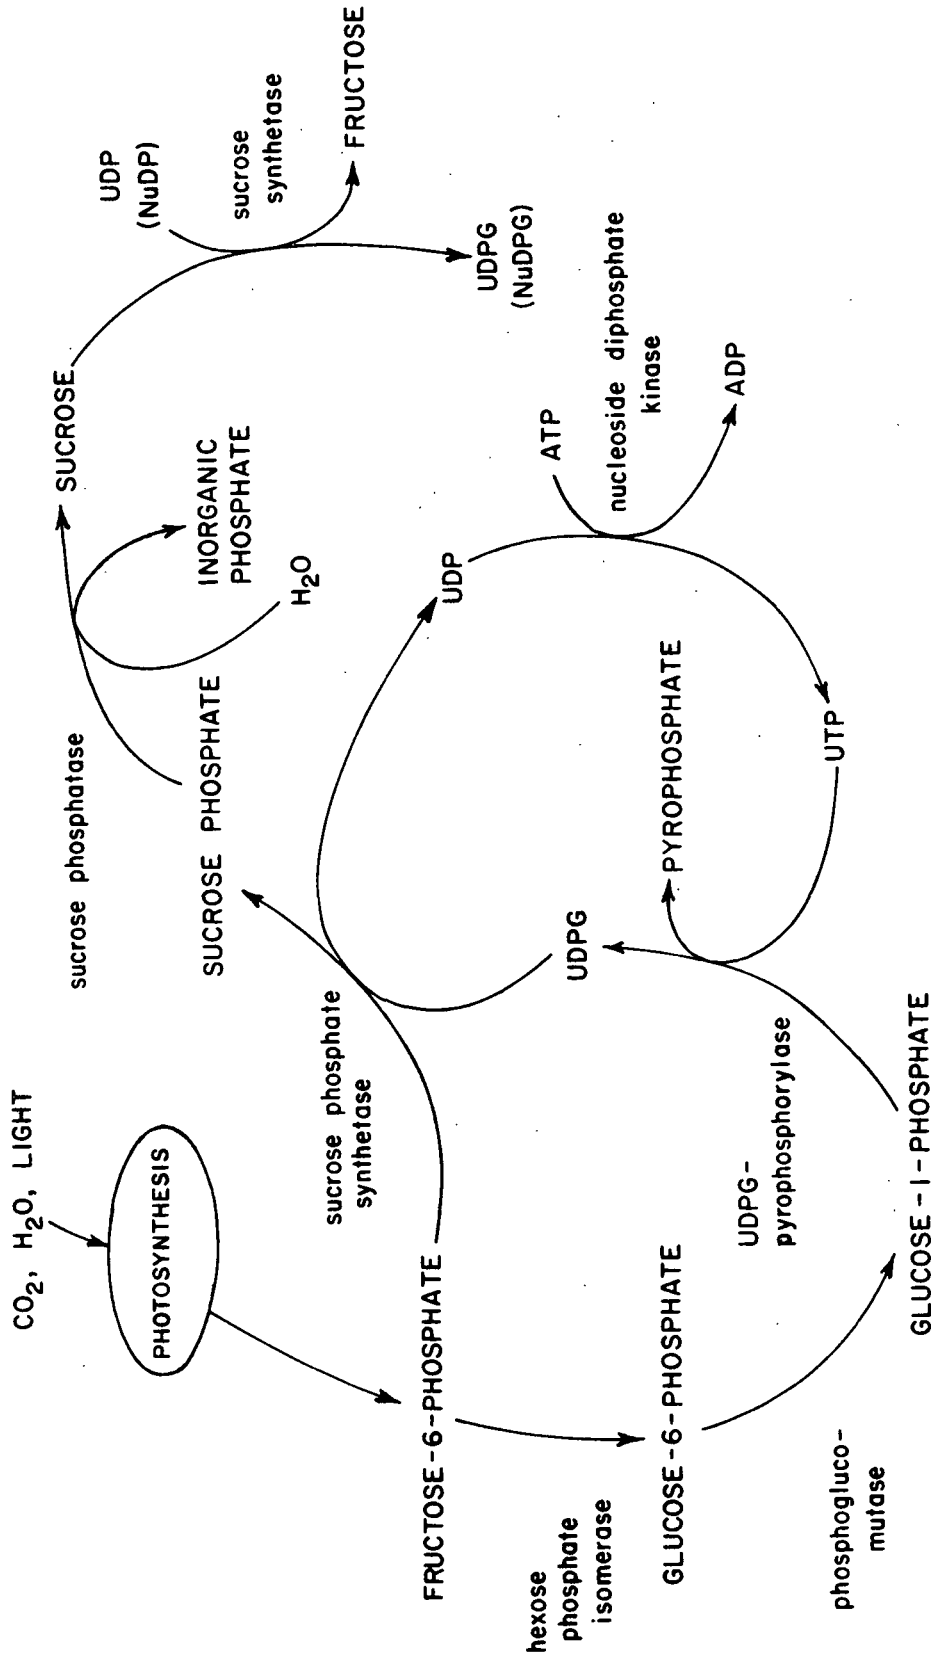 CO2, H2O, LIGHT
PHOTOSYNTHESIS
FRUCTOSE-6-PHOSPHATE
hexose
phosphate
isomerase
GLUCOSE-6-PHOSPHATE
phosphogluco-
mutase
GLUCOSE-1-PHOSPHATE
UDPG-
pyrophosphorylase
UTP
PYROPHOSPHATE
UDPG
sucrose phosphate
synthetase
UDP
ATP
nucleoside diphosphate
kinase
ADP
SUCROSE PHOSPHATE
sucrose phosphatase
H2O
INORGANIC
PHOSPHATE
SUCROSE
UDP
(NuDP)
sucrose
synthetase
FRUCTOSE
UDPG
(NuDPG)